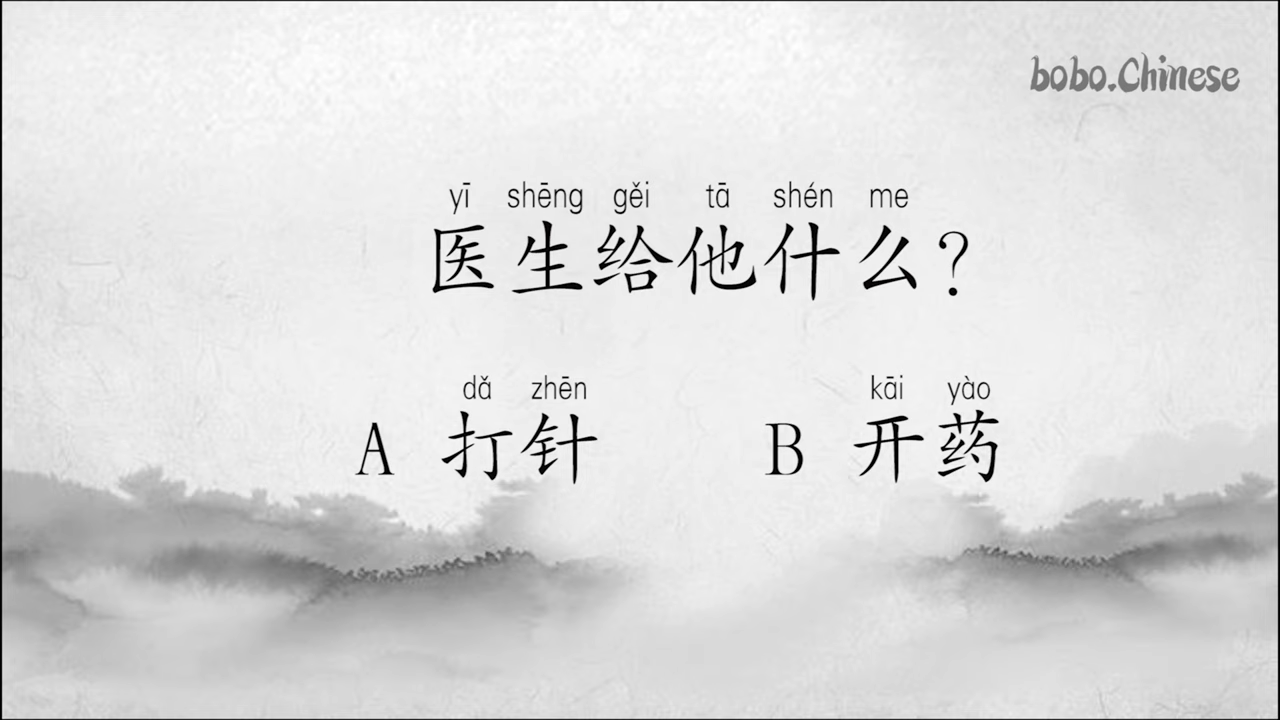 bobo.Chinese
yī shēng gěi tā shén me
医生给他什么?
dǎ zhēn kāi yào
A 打针 B 开药